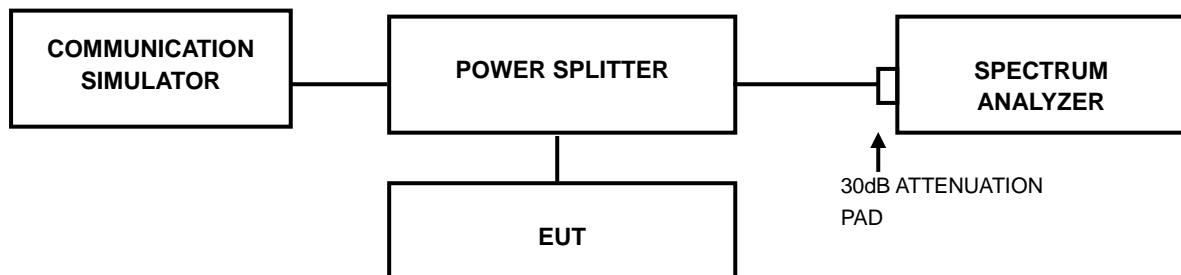 COMMUNICATION
SIMULATOR
POWER SPLITTER
SPECTRUM
ANALYZER
30dB ATTENUATION
PAD
EUT